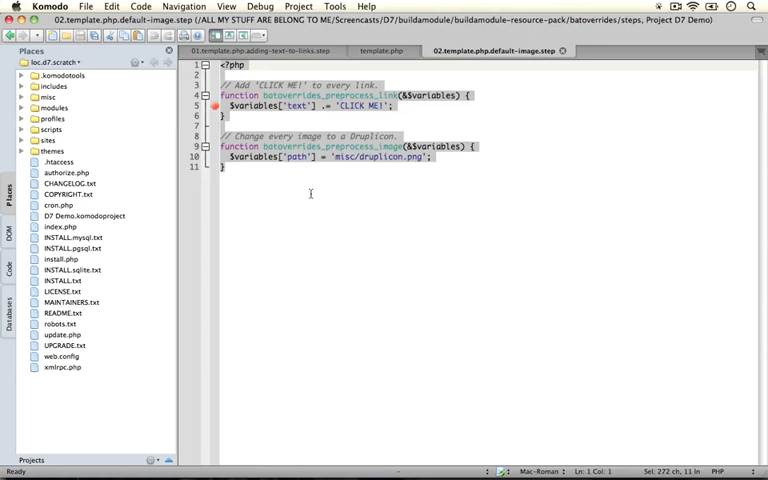 Komodo File Edit Code Navigation View Debug Project Tools Help
02.template.php.default-image.step (/ALL MY STUFF ARE BELONG TO ME/Screencasts/D7/buildamodule/buildamodule-resource-pack/batoverrides/steps, Project D7 Demo)
Places
01.template.php.adding-text-to-links.step
template.php
02.template.php.default-image.step
loc.d7.scratch
.komodotools
includes
misc
modules
profiles
scripts
sites
themes
.htaccess
authorize.php
CHANGELOG.txt
COPYRIGHT.txt
cron.php
D7 Demo.komodoproject
index.php
INSTALL.mysql.txt
INSTALL.pgsql.txt
install.php
INSTALL.sqlite.txt
INSTALL.txt
LICENSE.txt
MAINTAINERS.txt
README.txt
robots.txt
update.php
UPGRADE.txt
web.config
xmlrpc.php
Places
DOM
Code
Databases
1 <?php
2
3 // Add 'CLICK ME!' to every link.
4 function batoverrides_preprocess_link(&$variables) {
5 $variables['text'] .= 'CLICK ME!';
6 }
7
8 // Change every image to a Druplicon.
9 function batoverrides_preprocess_image(&$variables) {
10 $variables['path'] = 'misc/druplicon.png';
11 }
Projects
Ready
Mac-Roman
Ln: 1 Col: 1
Sel: 272 ch, 11 ln
PHP